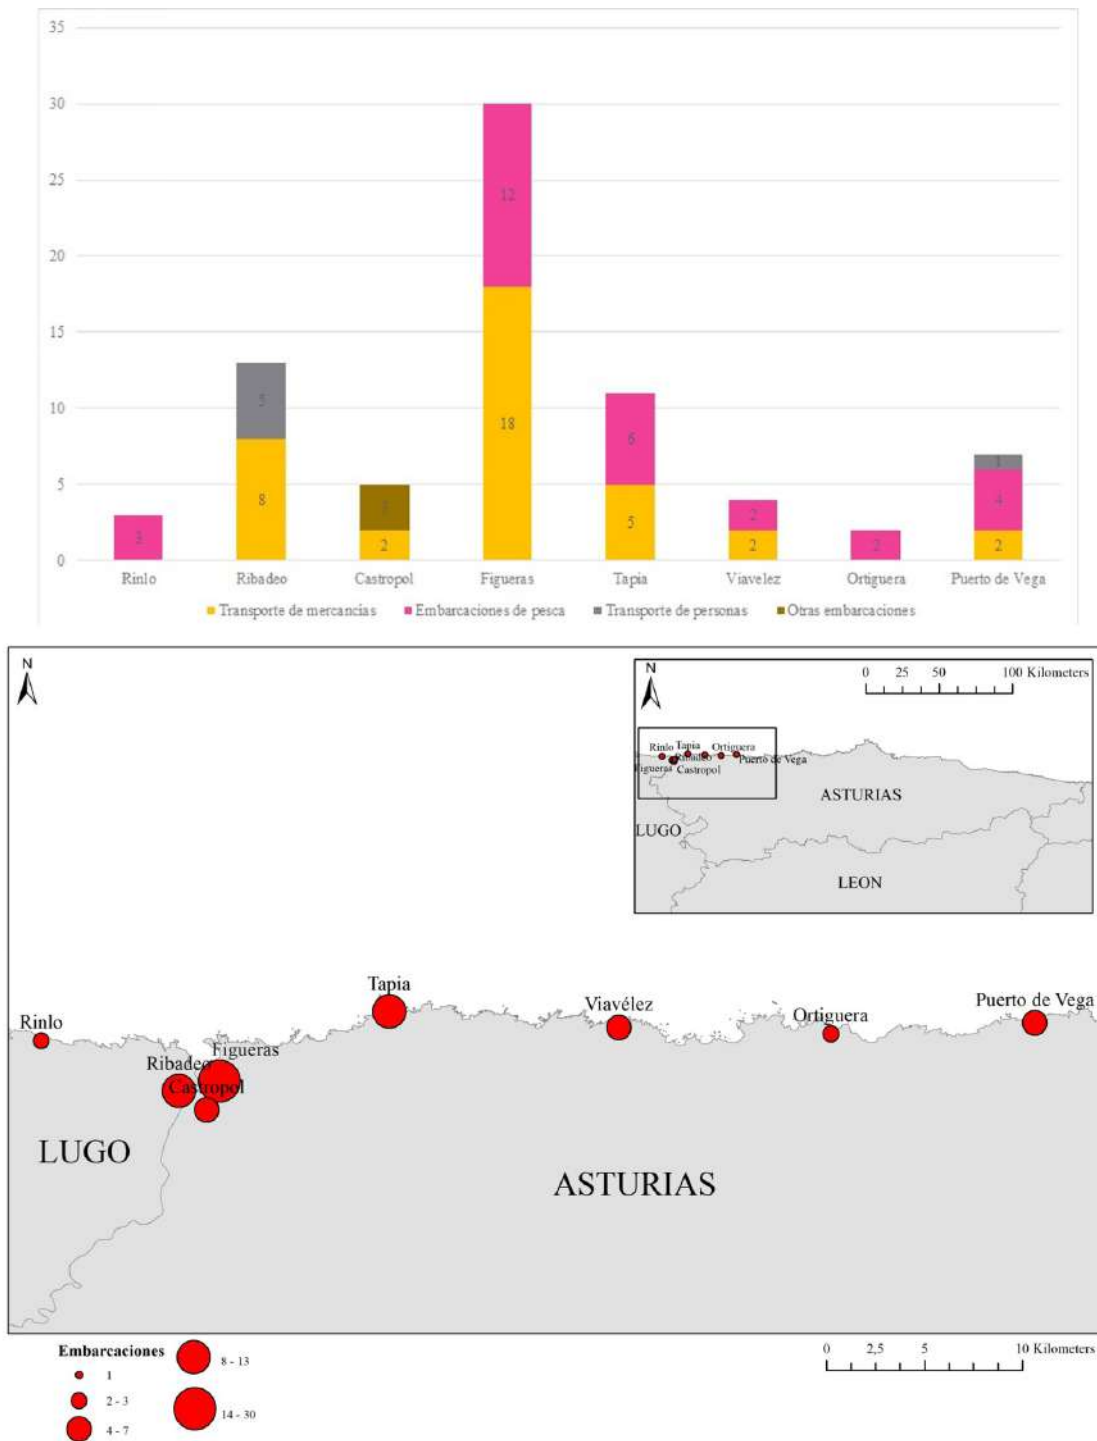 35
30
25
20
15
10
5
0
3
5
8
3
2
12
18
6
5
2
2
2
1
4
2
Rinlo Ribadeo Castropol Figueras Tapia Viavelez Ortiguera Puerto de Vega
Transporte de mercancias Embarcaciones de pesca Transporte de personas Otras embarcaciones
N
N
0 25 50 100 Kilometers
Rinlo Tapia Ortiguera
Ribadeo Puerto de Vega
Figueras Castropol
ASTURIAS
LUGO
LEON
Tapia
Viavélez
Ortiguera
Puerto de Vega
Rinlo
Figueras
Ribadeo
Castropol
LUGO
ASTURIAS
Embarcaciones
1
2 - 3
4 - 7
8 - 13
14 - 30
0 2,5 5 10 Kilometers